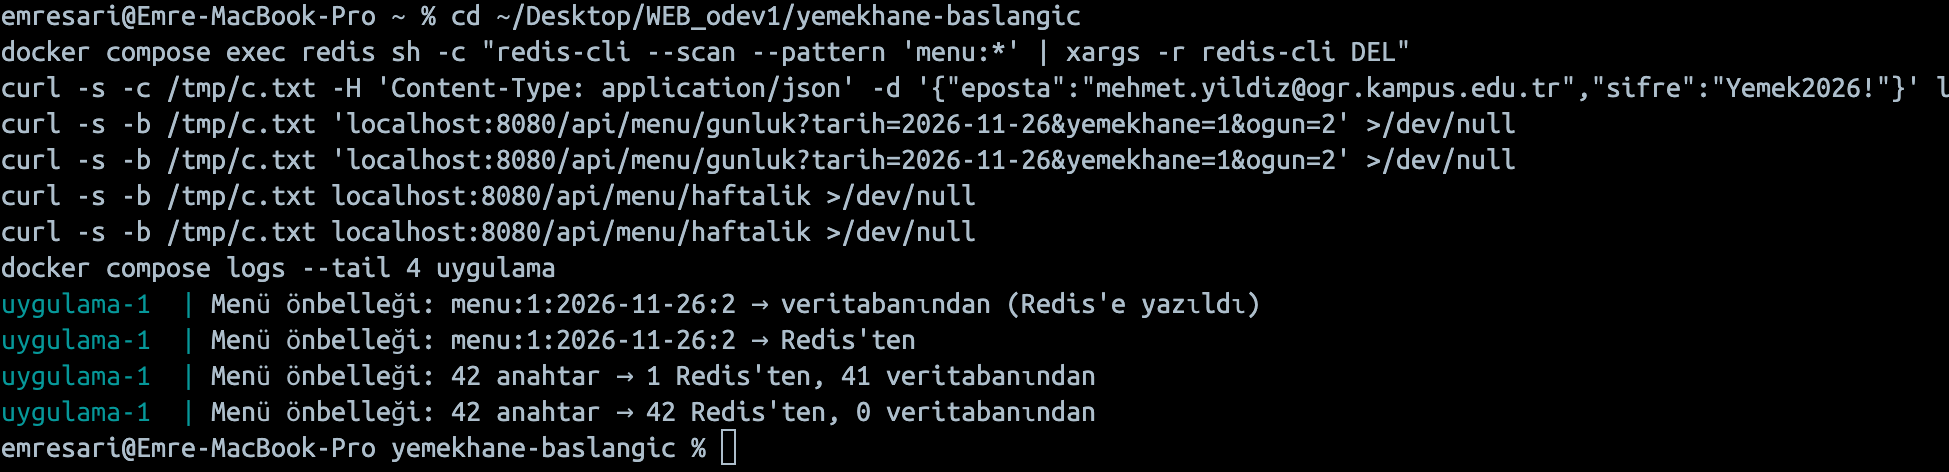 emresari@Emre-MacBook-Pro ~ % cd ~/Desktop/WEB_odev1/yemekhane-baslangic
docker compose exec redis sh -c "redis-cli --scan --pattern 'menu:*' | xargs -r redis-cli DEL"
curl -s -c /tmp/c.txt -H 'Content-Type: application/json' -d '{"eposta":"mehmet.yildiz@ogr.kampus.edu.tr","sifre":"Yemek2026!"}' l
curl -s -b /tmp/c.txt 'localhost:8080/api/menu/gunluk?tarih=2026-11-26&yemekhane=1&ogun=2' >/dev/null
curl -s -b /tmp/c.txt 'localhost:8080/api/menu/gunluk?tarih=2026-11-26&yemekhane=1&ogun=2' >/dev/null
curl -s -b /tmp/c.txt localhost:8080/api/menu/haftalik >/dev/null
curl -s -b /tmp/c.txt localhost:8080/api/menu/haftalik >/dev/null
docker compose logs --tail 4 uygulama
uygulama-1  | Menü önbelleği: menu:1:2026-11-26:2 → veritabanından (Redis'e yazıldı)
uygulama-1  | Menü önbelleği: menu:1:2026-11-26:2 → Redis'ten
uygulama-1  | Menü önbelleği: 42 anahtar → 1 Redis'ten, 41 veritabanından
uygulama-1  | Menü önbelleği: 42 anahtar → 42 Redis'ten, 0 veritabanından
emresari@Emre-MacBook-Pro yemekhane-baslangic %